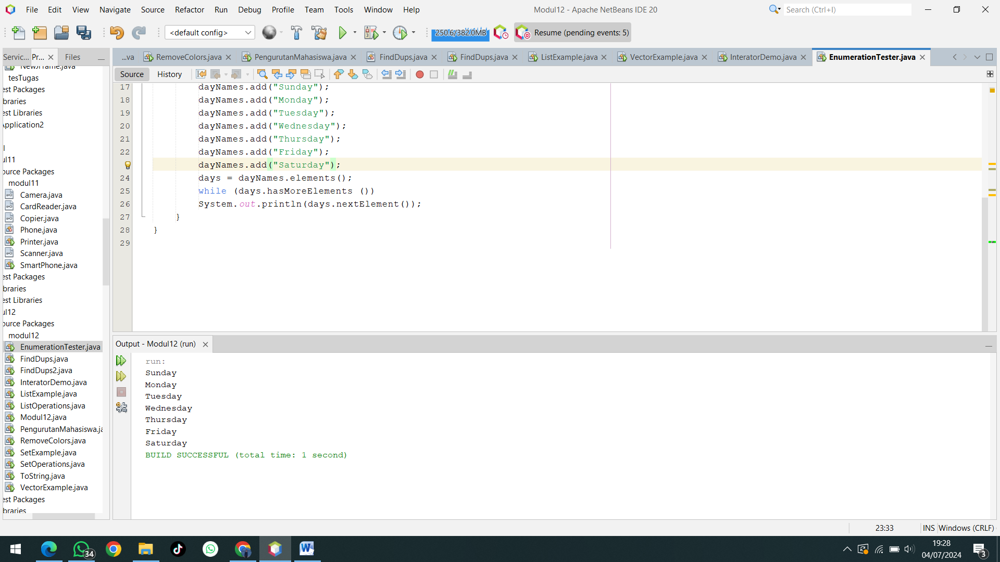 File Edit View Navigate Source Refactor Run Debug Profile Team Tools Window Help
Modul12 - Apache NetBeans IDE 20
Search (Ctrl+I)
<default config>
250.6/382.0MB
Resume (pending events: 5)
Servic...
Pr...
Files
NewJFrame.java
tesTugas
est Packages
braries
est Libraries
Application2
l
ul11
ource Packages
modul11
Camera.java
CardReader.java
Copier.java
Phone.java
Printer.java
Scanner.java
SmartPhone.java
est Packages
braries
est Libraries
ul12
ource Packages
modul12
EnumerationTester.java
FindDups.java
FindDups2.java
InteratorDemo.java
ListExample.java
ListOperations.java
Modul12.java
PengurutanMahasiswa.ja
RemoveColors.java
SetExample.java
SetOperations.java
ToString.java
VectorExample.java
est Packages
braries
...va
RemoveColors.java
PengurutanMahasiswa.java
FindDups.java
FindDups.java
ListExample.java
VectorExample.java
InteratorDemo.java
EnumerationTester.java
Source
History
17 dayNames.add("Sunday");
18 dayNames.add("Monday");
19 dayNames.add("Tuesday");
20 dayNames.add("Wednesday");
21 dayNames.add("Thursday");
22 dayNames.add("Friday");
dayNames.add("Saturday");
24 days = dayNames.elements();
25 while (days.hasMoreElements ())
26 System.out.println(days.nextElement());
27 }
28 }
29
Output - Modul12 (run)
run:
Sunday
Monday
Tuesday
Wednesday
Thursday
Friday
Saturday
BUILD SUCCESSFUL (total time: 1 second)
23:33
INS
Windows (CRLF)
34
19:28
04/07/2024
3